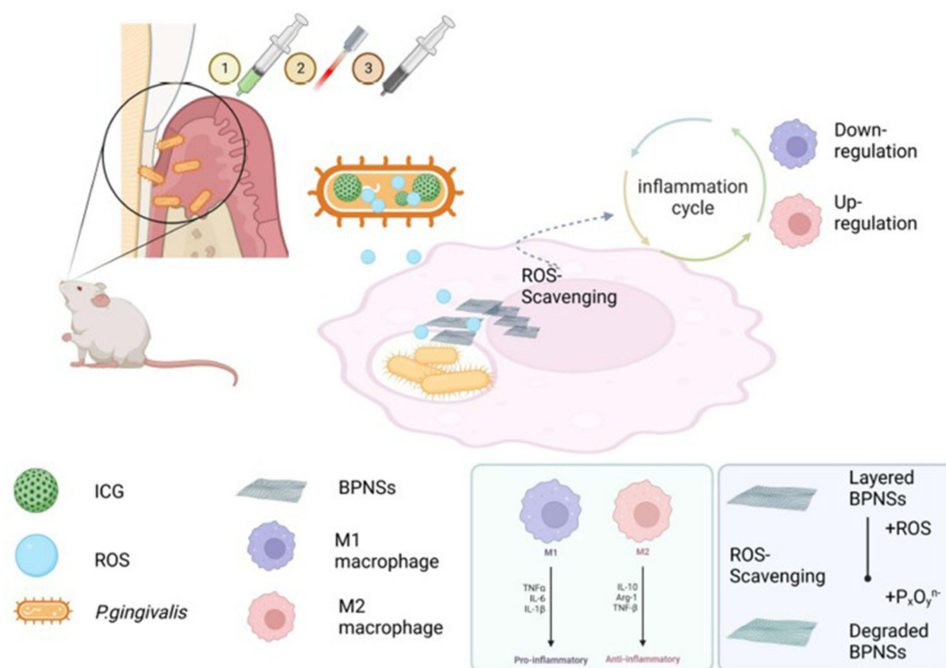 1
2
3
Down-
regulation
inflammation
cycle
Up-
regulation
ROS-
Scavenging
ICG
BPNSs
ROS
M1
macrophage
P.gingivalis
M2
macrophage
M1
M2
TNFα
IL-6
IL-1β
IL-10
Arg-1
TNF-β
Pro-inflammatory
Anti-inflammatory
Layered
BPNSs
+ROS
ROS-
Scavenging
+PₓOᵧⁿ⁻
Degraded
BPNSs